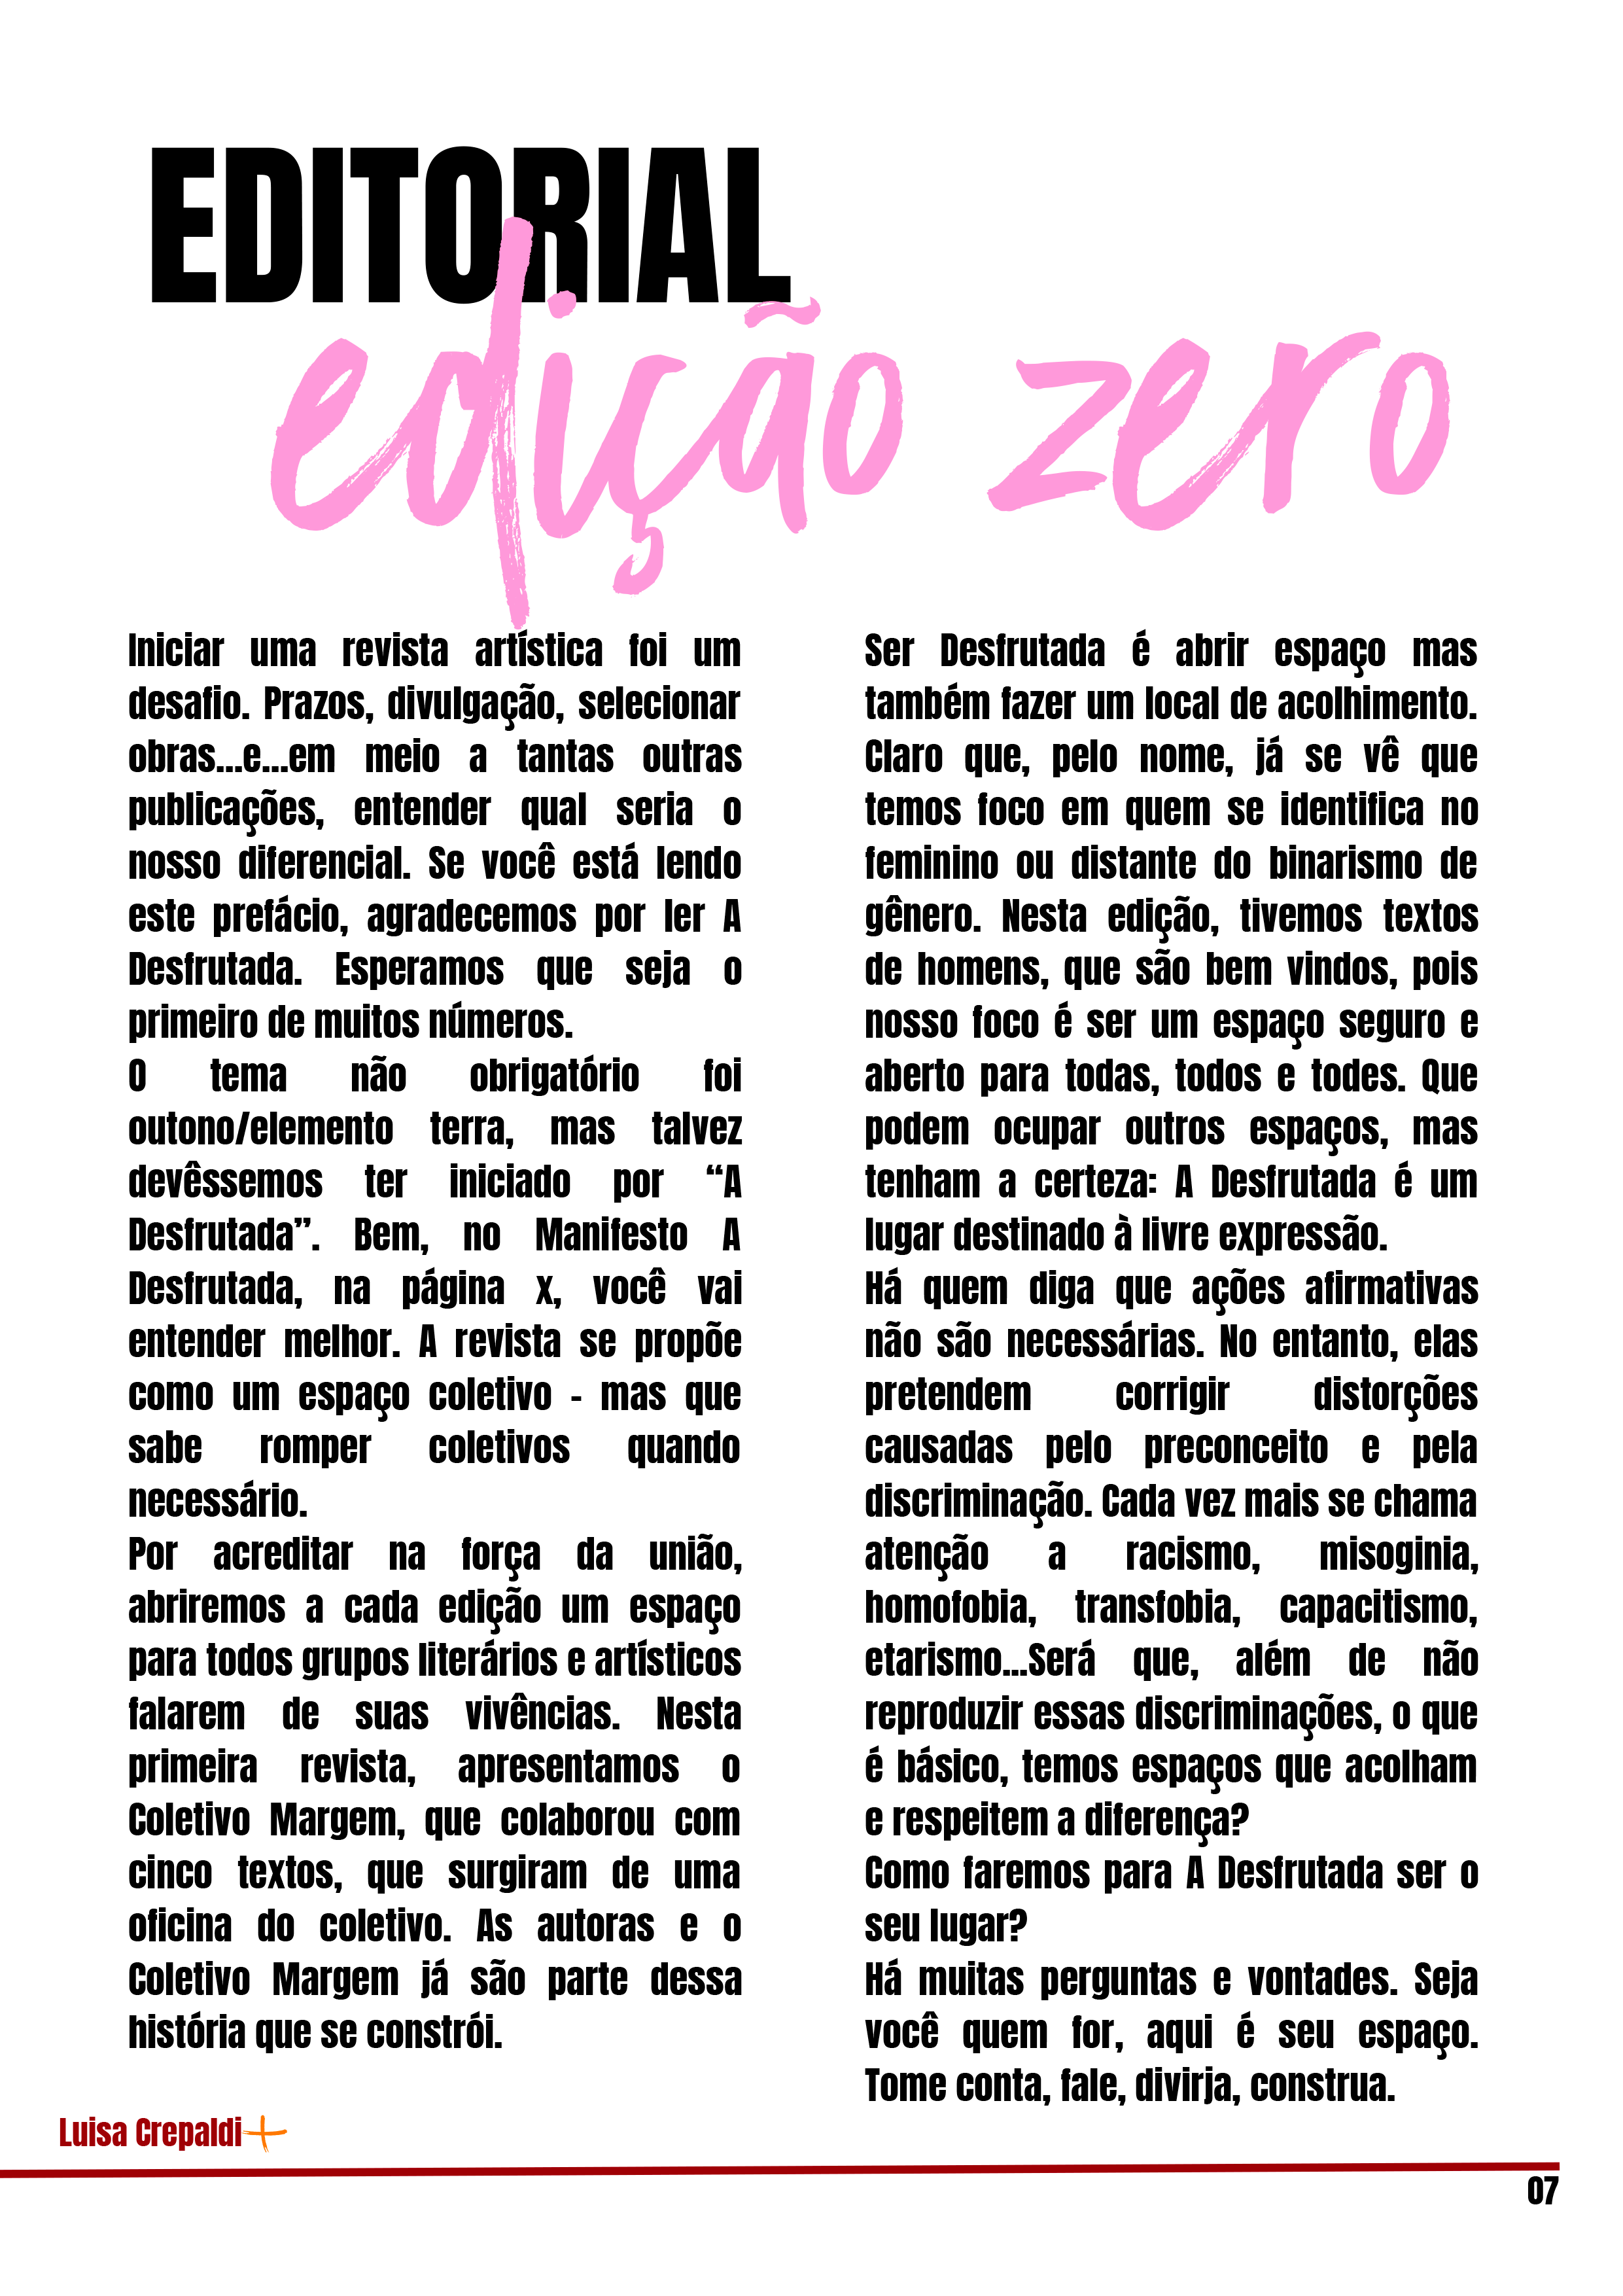 EDITORIAL
edição zero
Iniciar uma revista artística foi um
desafio. Prazos, divulgação, selecionar
obras...e...em meio a tantas outras
publicações, entender qual seria o
nosso diferencial. Se você está lendo
este prefácio, agradecemos por ler A
Desfrutada. Esperamos que seja o
primeiro de muitos números.
O tema não obrigatório foi
outono/elemento terra, mas talvez
devêssemos ter iniciado por “A
Desfrutada”. Bem, no Manifesto A
Desfrutada, na página x, você vai
entender melhor. A revista se propõe
como um espaço coletivo - mas que
sabe romper coletivos quando
necessário.
Por acreditar na força da união,
abriremos a cada edição um espaço
para todos grupos literários e artísticos
falarem de suas vivências. Nesta
primeira revista, apresentamos o
Coletivo Margem, que colaborou com
cinco textos, que surgiram de uma
oficina do coletivo. As autoras e o
Coletivo Margem já são parte dessa
história que se constrói.
Ser Desfrutada é abrir espaço mas
também fazer um local de acolhimento.
Claro que, pelo nome, já se vê que
temos foco em quem se identifica no
feminino ou distante do binarismo de
gênero. Nesta edição, tivemos textos
de homens, que são bem vindos, pois
nosso foco é ser um espaço seguro e
aberto para todas, todos e todes. Que
podem ocupar outros espaços, mas
tenham a certeza: A Desfrutada é um
lugar destinado à livre expressão.
Há quem diga que ações afirmativas
não são necessárias. No entanto, elas
pretendem corrigir distorções
causadas pelo preconceito e pela
discriminação. Cada vez mais se chama
atenção a racismo, misoginia,
homofobia, transfobia, capacitismo,
etarismo...Será que, além de não
reproduzir essas discriminações, o que
é básico, temos espaços que acolham
e respeitem a diferença?
Como faremos para A Desfrutada ser o
seu lugar?
Há muitas perguntas e vontades. Seja
você quem for, aqui é seu espaço.
Tome conta, fale, divirja, construa.
Luisa Crepaldi
07